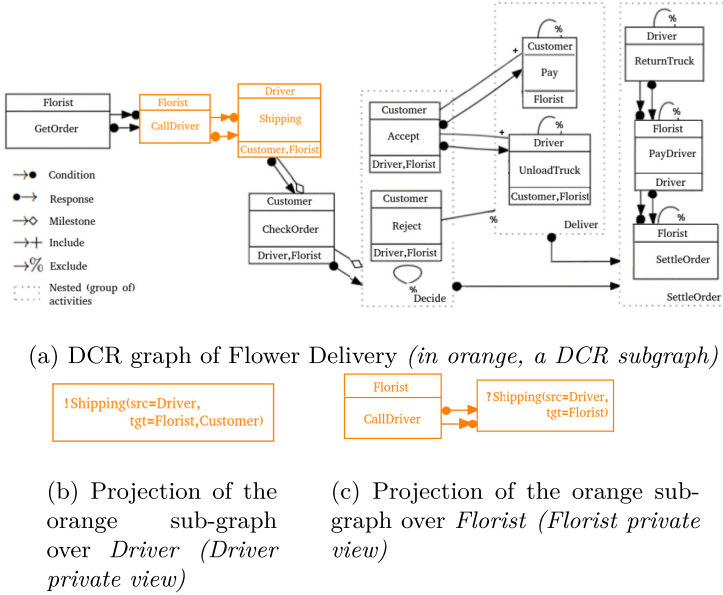 Florist
GetOrder
Florist
CallDriver
Driver
Shipping
Customer,Florist
Customer
CheckOrder
Driver,Florist
Customer
Accept
Driver,Florist
Customer
Reject
Driver,Florist
%
Decide
%
Customer
Pay
Florist
+
%
Driver
UnloadTruck
Customer,Florist
+
%
Deliver
%
Driver
ReturnTruck
%
Florist
PayDriver
Driver
%
Florist
SettleOrder
SettleOrder
Condition
Response
Milestone
Include
% Exclude
Nested (group of)
activities
(a) DCR graph of Flower Delivery (in orange, a DCR subgraph)
!Shipping(src=Driver,
tgt=Florist,Customer)
Florist
CallDriver
?Shipping(src=Driver,
tgt=Florist)
(b) Projection of the
orange sub-graph
over Driver (Driver
private view)
(c) Projection of the orange sub-
graph over Florist (Florist private
view)